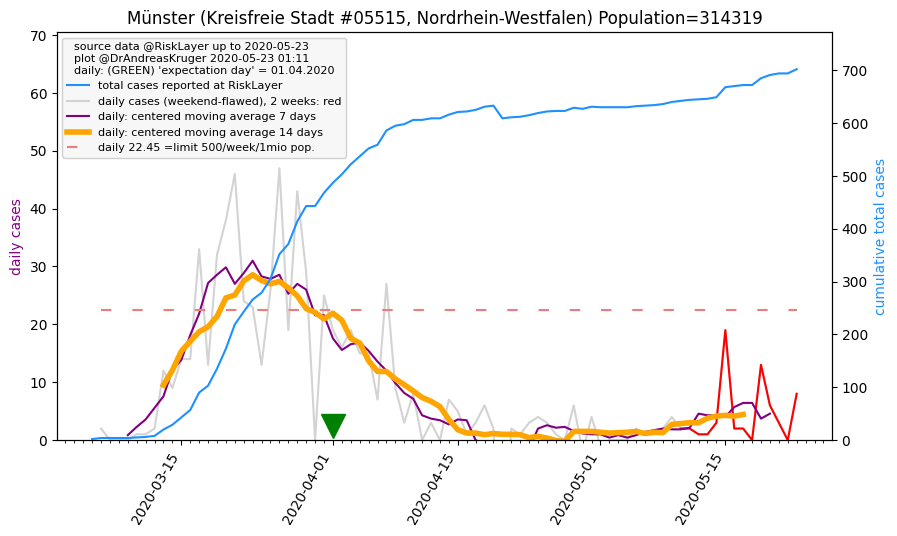 Münster (Kreisfreie Stadt #05515, Nordrhein-Westfalen) Population=314319
source data @RiskLayer up to 2020-05-23
plot @DrAndreasKruger 2020-05-23 01:11
daily: (GREEN) 'expectation day' = 01.04.2020
total cases reported at RiskLayer
daily cases (weekend-flawed), 2 weeks: red
daily: centered moving average 7 days
daily: centered moving average 14 days
daily 22.45 =limit 500/week/1mio pop.
daily cases
70
60
50
40
30
20
10
0
cumulative total cases
700
600
500
400
300
200
100
0
2020-03-15
2020-04-01
2020-04-15
2020-05-01
2020-05-15